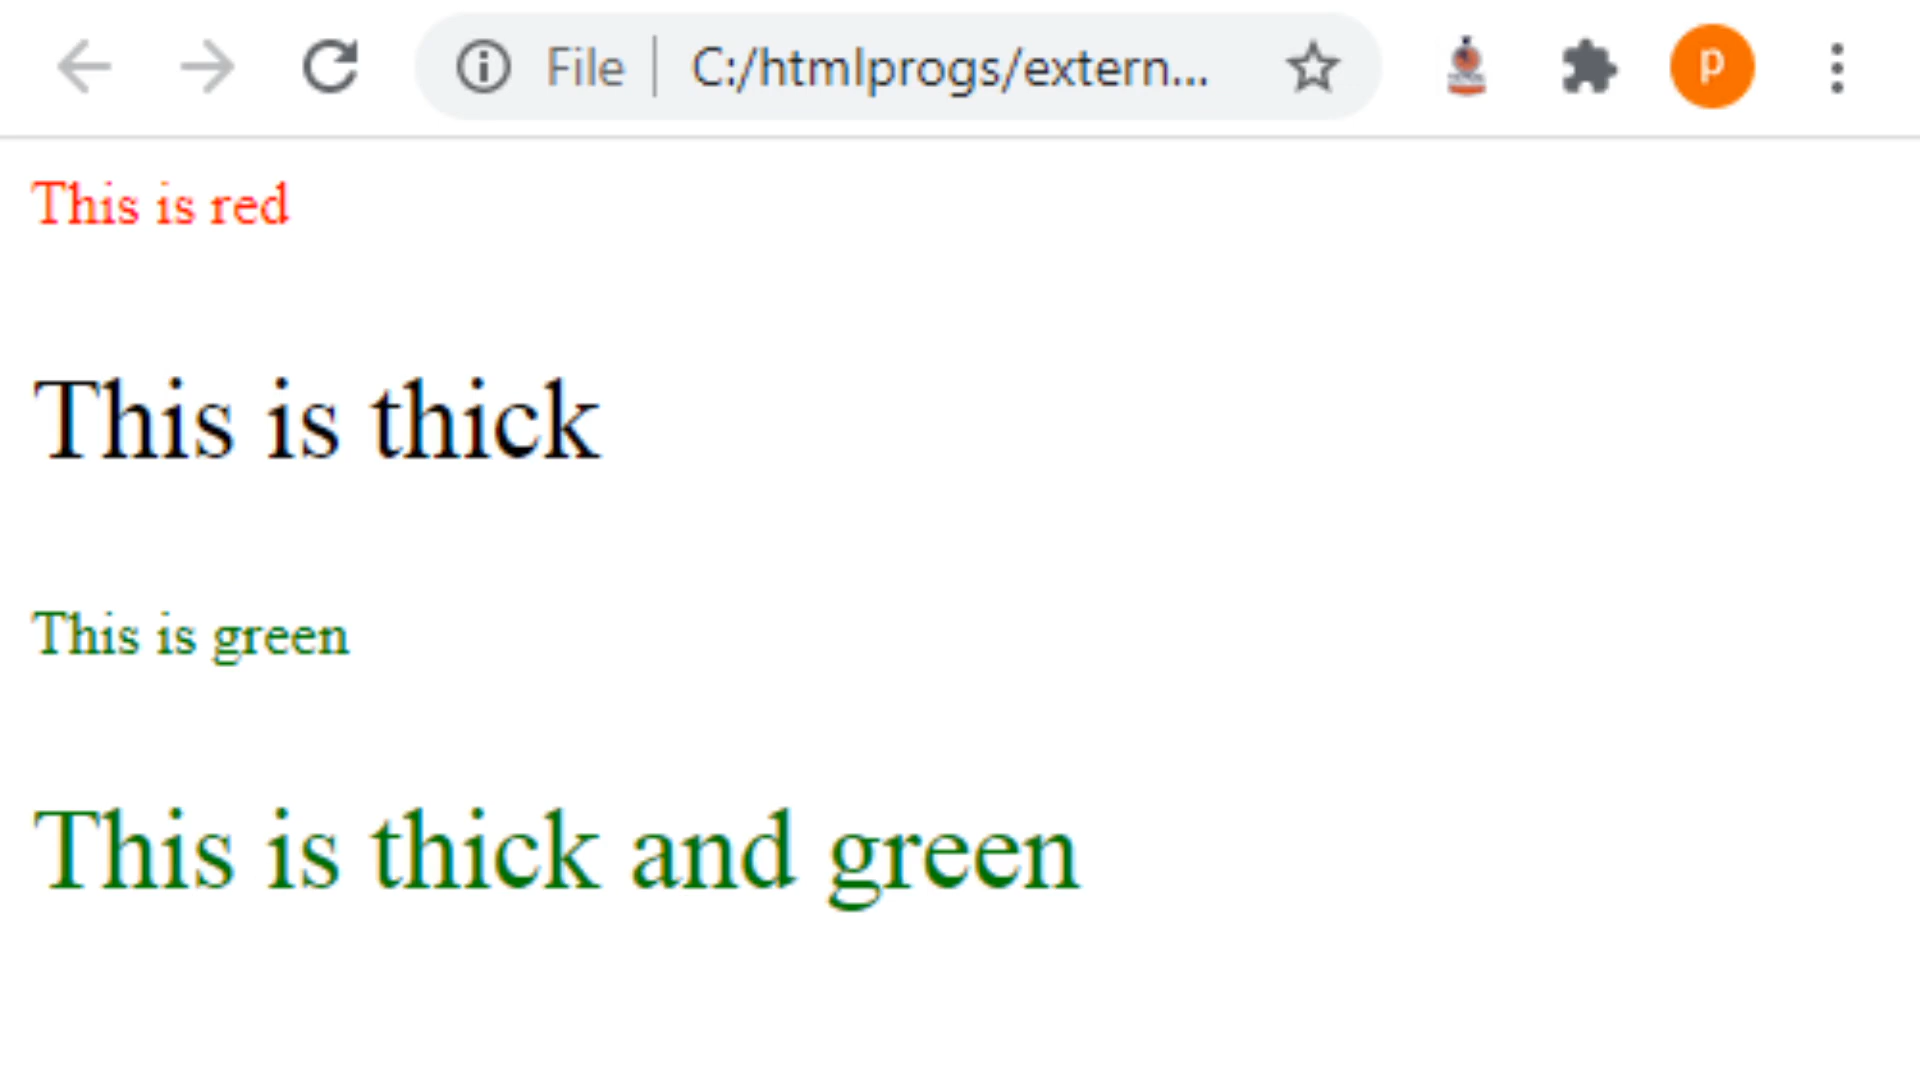 File C:/htmlprogs/extern... p
This is red
This is thick
This is green
This is thick and green